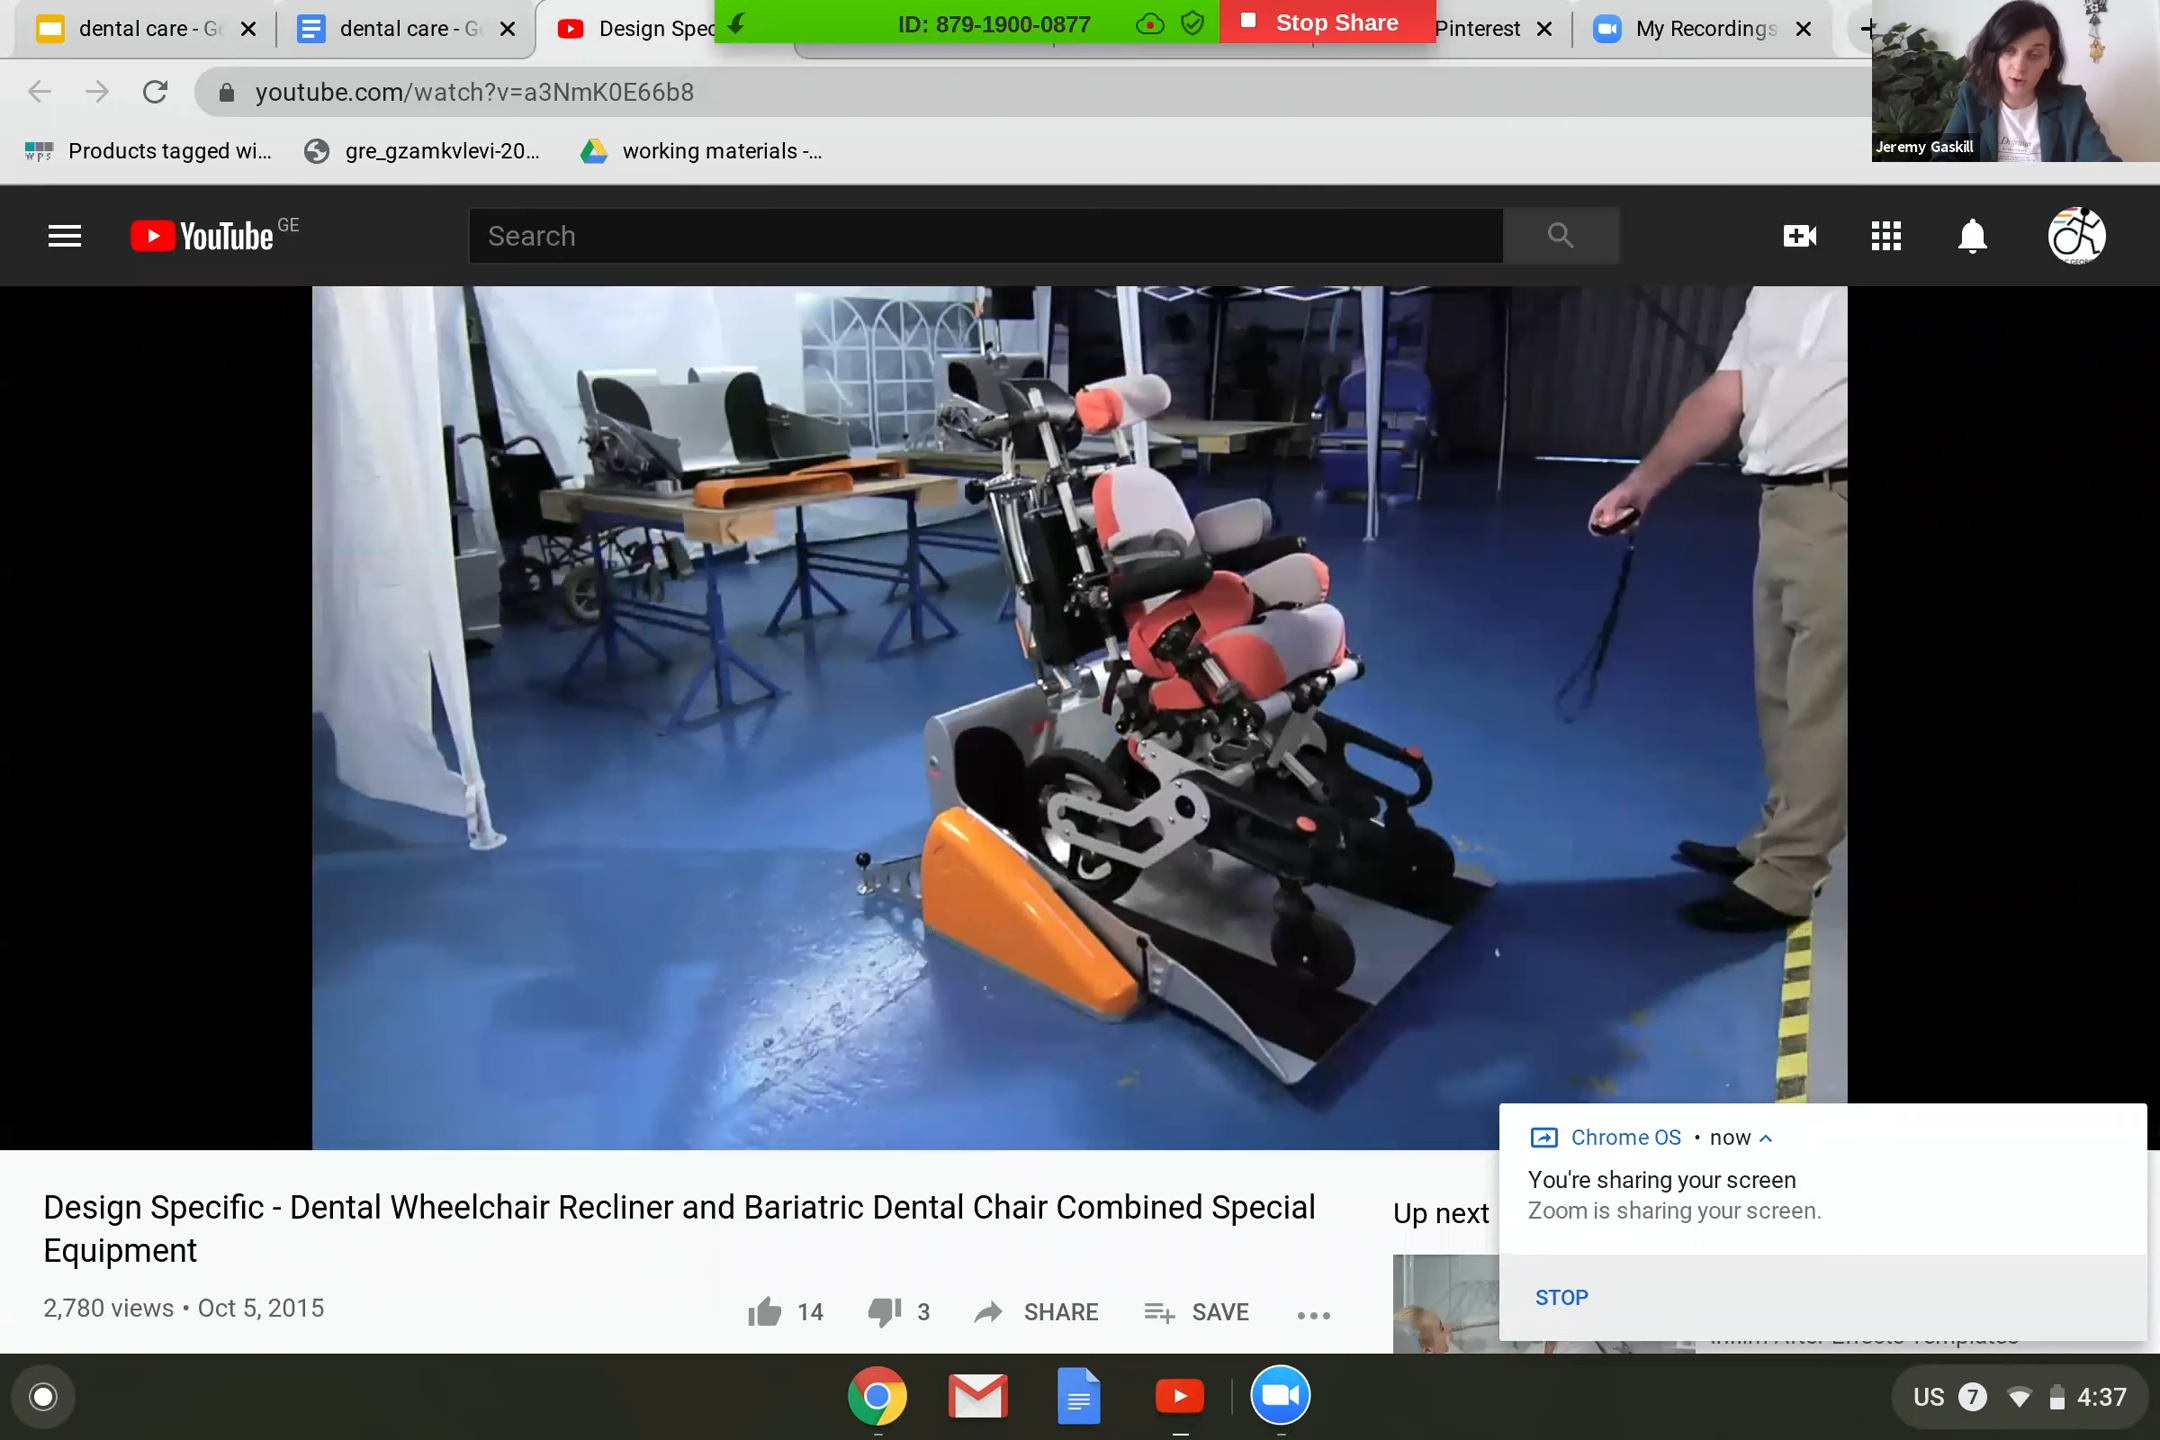 dental care - Go
dental care - G
Design Spec
ID: 879-1900-0877
Stop Share
Pinterest
My Recordings
youtube.com/watch?v=a3NmK0E66b8
Products tagged wi...
gre_gzamkvlevi-20...
working materials -...
Jeremy Gaskill
YouTube GE
Search
Design Specific - Dental Wheelchair Recliner and Bariatric Dental Chair Combined Special
Equipment
2,780 views • Oct 5, 2015
14
3
SHARE
SAVE
Up next
Chrome OS • now
You're sharing your screen
Zoom is sharing your screen.
STOP
US 7 4:37